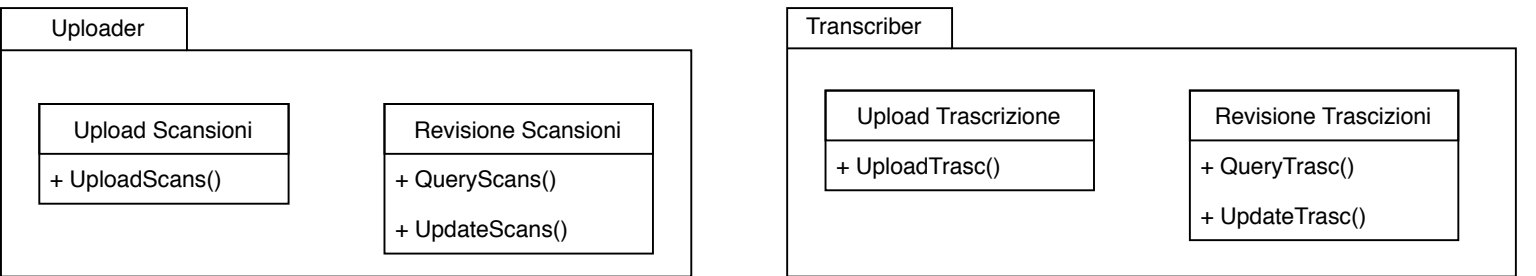 Uploader
Upload Scansioni
+ UploadScans()
Revisione Scansioni
+ QueryScans()
+ UpdateScans()
Transcriber
Upload Trascrizione
+ UploadTrasc()
Revisione Trascizioni
+ QueryTrasc()
+ UpdateTrasc()